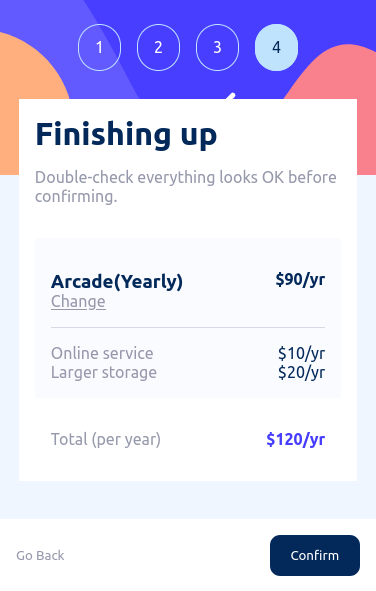 1 2 3 4
Finishing up
Double-check everything looks OK before
confirming.
Arcade(Yearly) $90/yr
Change
Online service $10/yr
Larger storage $20/yr
Total (per year) $120/yr
Go Back Confirm